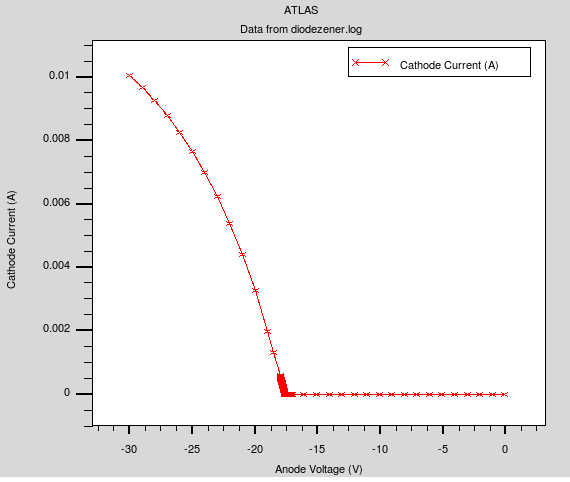 ATLAS
Data from diodezener.log
Cathode Current (A)
0.01
0.008
0.006
0.004
0.002
0
Cathode Current (A)
-30 -25 -20 -15 -10 -5 0
Anode Voltage (V)